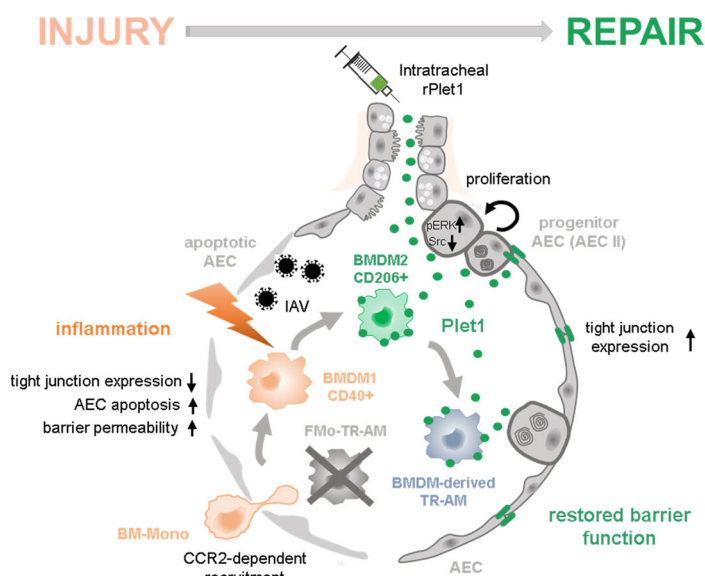 INJURY
REPAIR
Intratracheal
rPlet1
proliferation
pERK
Src
progenitor
AEC (AEC II)
apoptotic
AEC
BMDM2
CD206+
IAV
inflammation
Plet1
tight junction
expression
tight junction expression
AEC apoptosis
barrier permeability
BMDM1
CD40+
FMo-TR-AM
BMDM-derived
TR-AM
BM-Mono
restored barrier
function
CCR2-dependent
recruitment
AEC